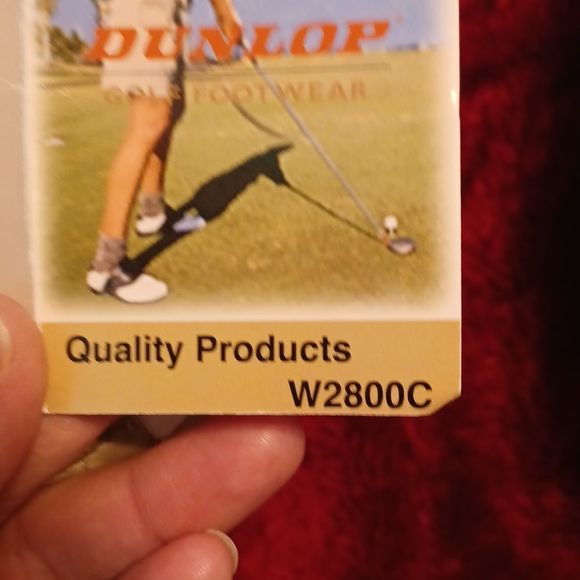 DUNLOP
GOLF FOOTWEAR
Quality Products
W2800C